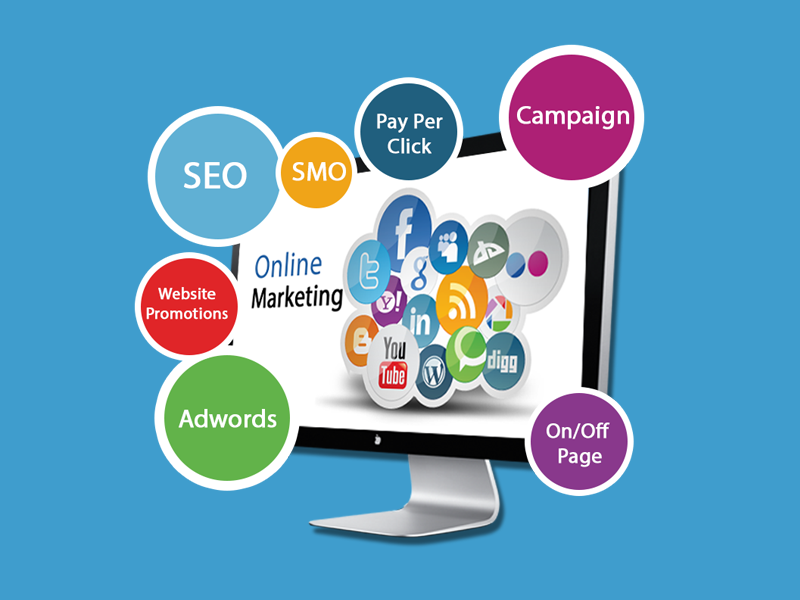 Campaign
Pay Per
Click
SEO
SMO
Online
Marketing
Website
Promotions
Adwords
On/Off
Page
f
t
g
Y!
in
You
Tube
W
digg